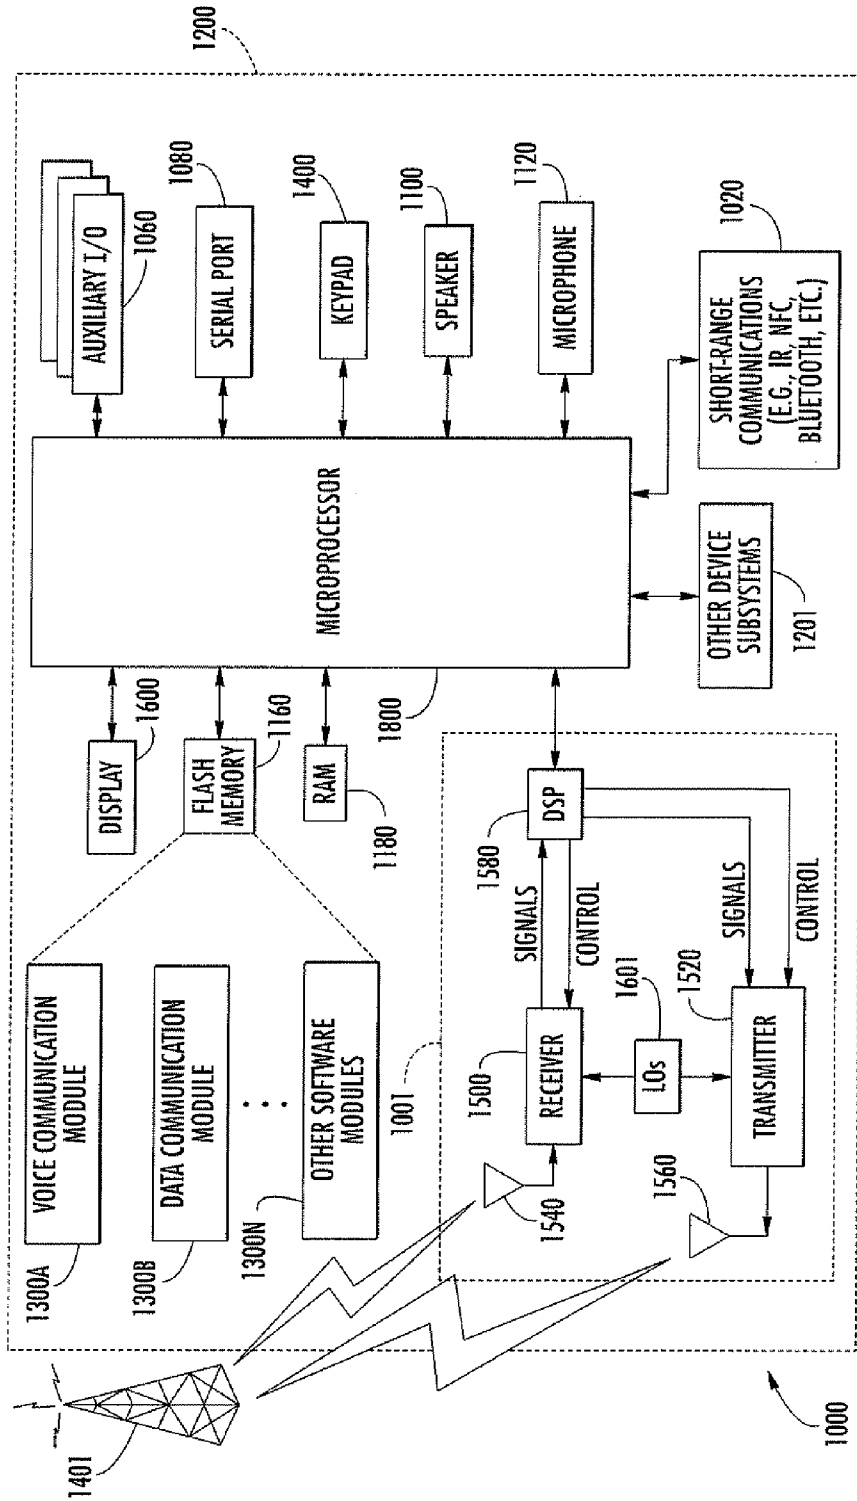 1200
AUXILIARY I/O
1060
SERIAL PORT
1080
KEYPAD
1400
SPEAKER
1100
MICROPHONE
1120
SHORT-RANGE
COMMUNICATIONS
(E.G., IR, NFC,
BLUETOOTH, ETC.)
1020
MICROPROCESSOR
1800
OTHER DEVICE
SUBSYSTEMS
1201
DISPLAY
1600
FLASH
MEMORY
1160
RAM
1180
VOICE COMMUNICATION
MODULE
1300A
DATA COMMUNICATION
MODULE
1300B
• • •
OTHER SOFTWARE
MODULES
1300N
1001
DSP
1580
SIGNALS
CONTROL
SIGNALS
CONTROL
RECEIVER
1500
LOs
1601
TRANSMITTER
1520
1540
1560
1401
1000